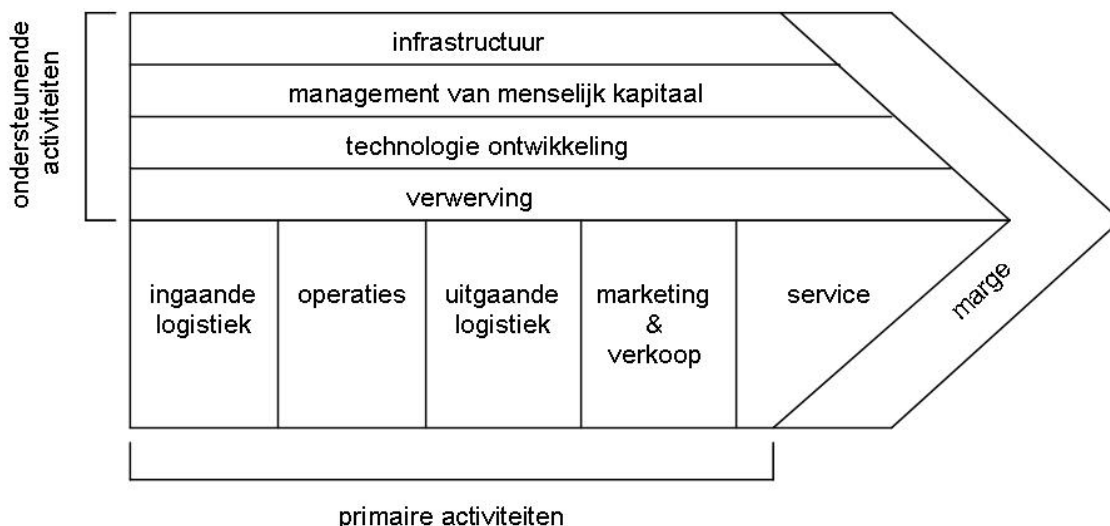 ondersteunende
activiteiten
infrastructuur
management van menselijk kapitaal
technologie ontwikkeling
verwerving
ingaande
logistiek
operaties
uitgaande
logistiek
marketing
&
verkoop
service
marge
primaire activiteiten